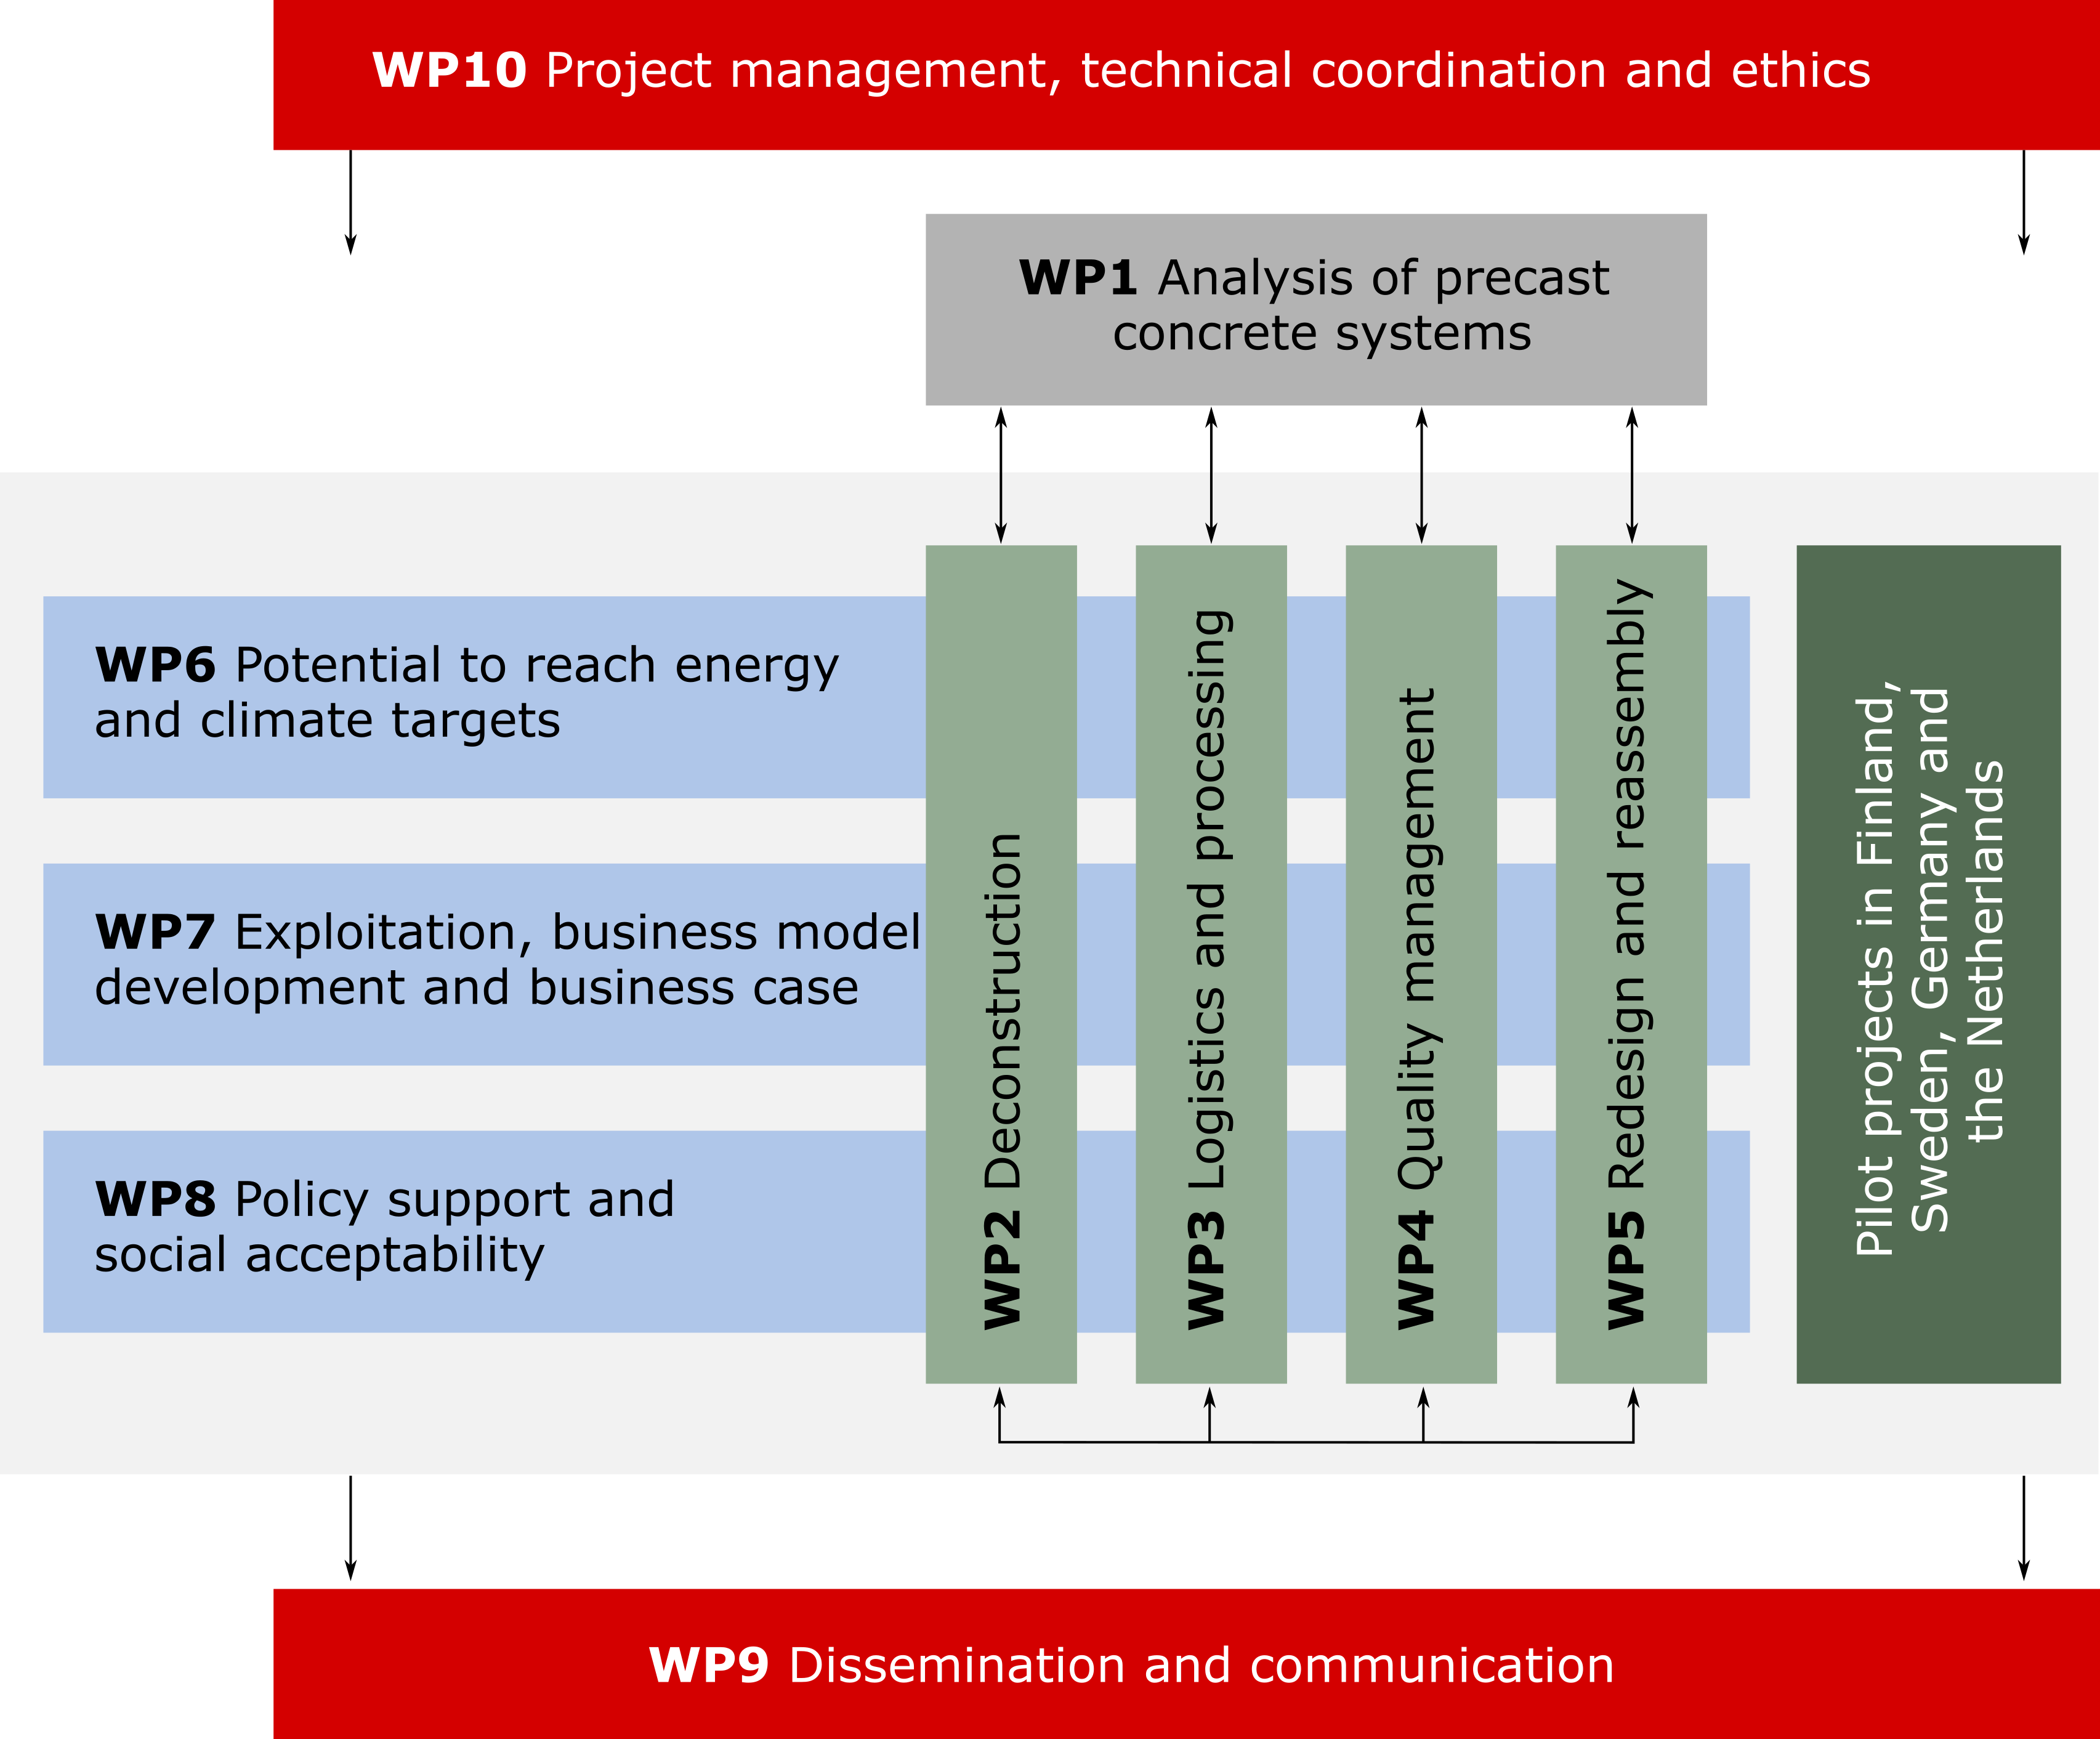 WP10 Project management, technical coordination and ethics
WP1 Analysis of precast
concrete systems
WP6 Potential to reach energy
and climate targets
WP7 Exploitation, business model
development and business case
WP8 Policy support and
social acceptability
WP2 Deconstruction
WP3 Logistics and processing
WP4 Quality management
WP5 Redesign and reassembly
Pilot projects in Finland,
Sweden, Germany and
the Netherlands
WP9 Dissemination and communication